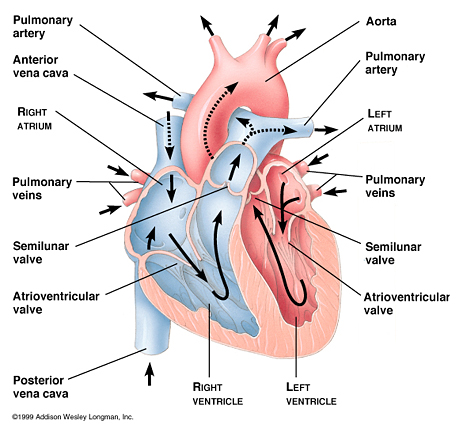 Pulmonary
artery
Anterior
vena cava
RIGHT
ATRIUM
Pulmonary
veins
Semilunar
valve
Atrioventricular
valve
Posterior
vena cava
Aorta
Pulmonary
artery
LEFT
ATRIUM
Pulmonary
veins
Semilunar
valve
Atrioventricular
valve
RIGHT
VENTRICLE
LEFT
VENTRICLE
©1999 Addison Wesley Longman, Inc.